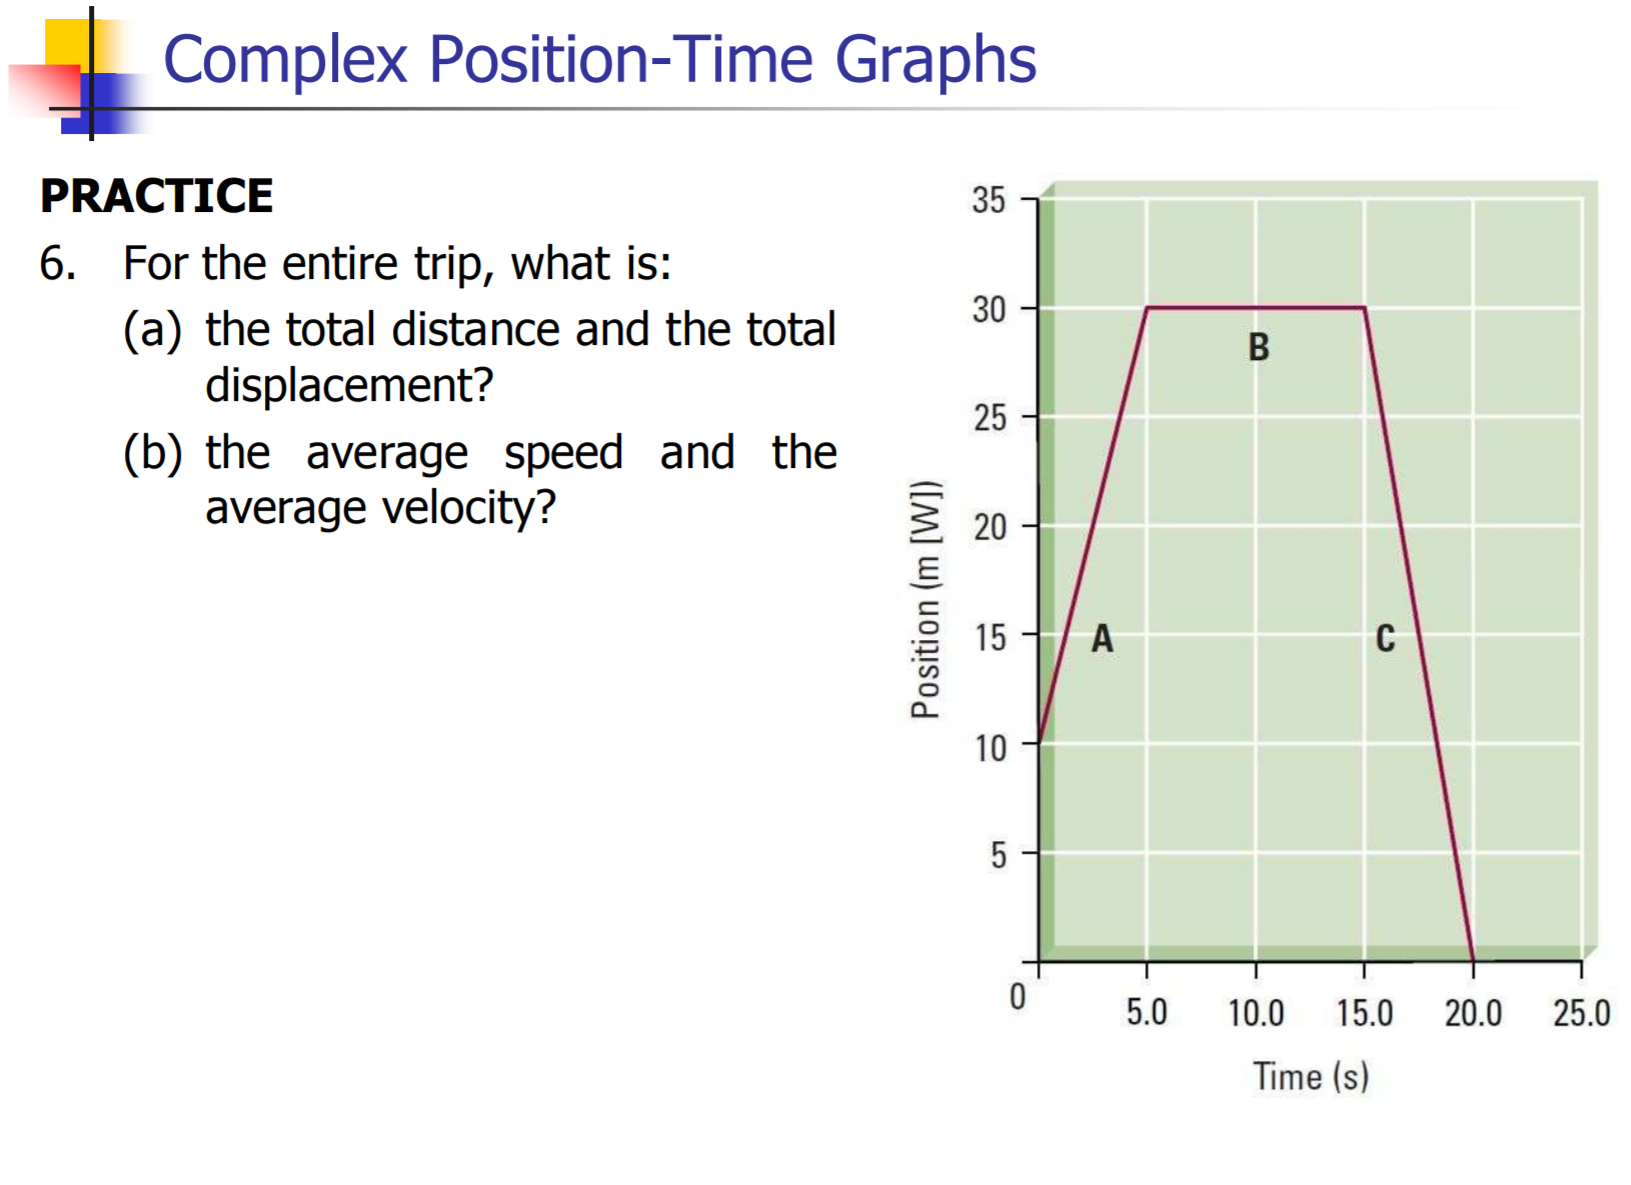 Complex Position-Time Graphs
PRACTICE
6. For the entire trip, what is:
(a) the total distance and the total
displacement?
(b) the average speed and the
average velocity?
35
30
25
20
15
10
5
0
Position (m [W])
A
B
C
5.0 10.0 15.0 20.0 25.0
Time (s)